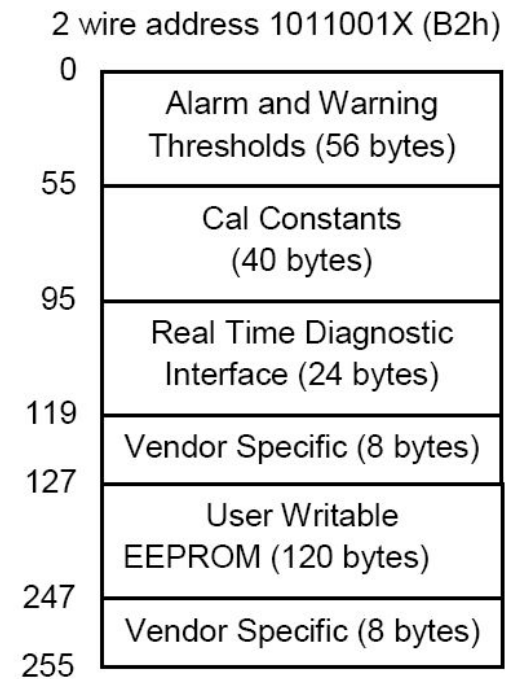 2 wire address 1011001X (B2h)
0
Alarm and Warning
Thresholds (56 bytes)
55
Cal Constants
(40 bytes)
95
Real Time Diagnostic
Interface (24 bytes)
119
Vendor Specific (8 bytes)
127
User Writable
EEPROM (120 bytes)
247
Vendor Specific (8 bytes)
255